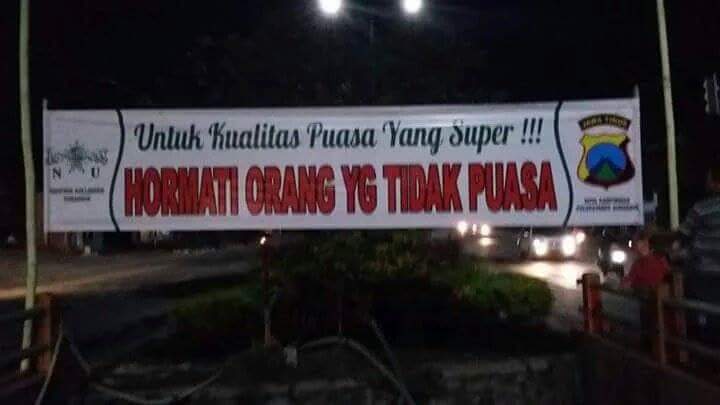 Untuk Kualitas Puasa Yang Super !!!
HORMATI ORANG YG TIDAK PUASA
N U
JAWA TIMUR